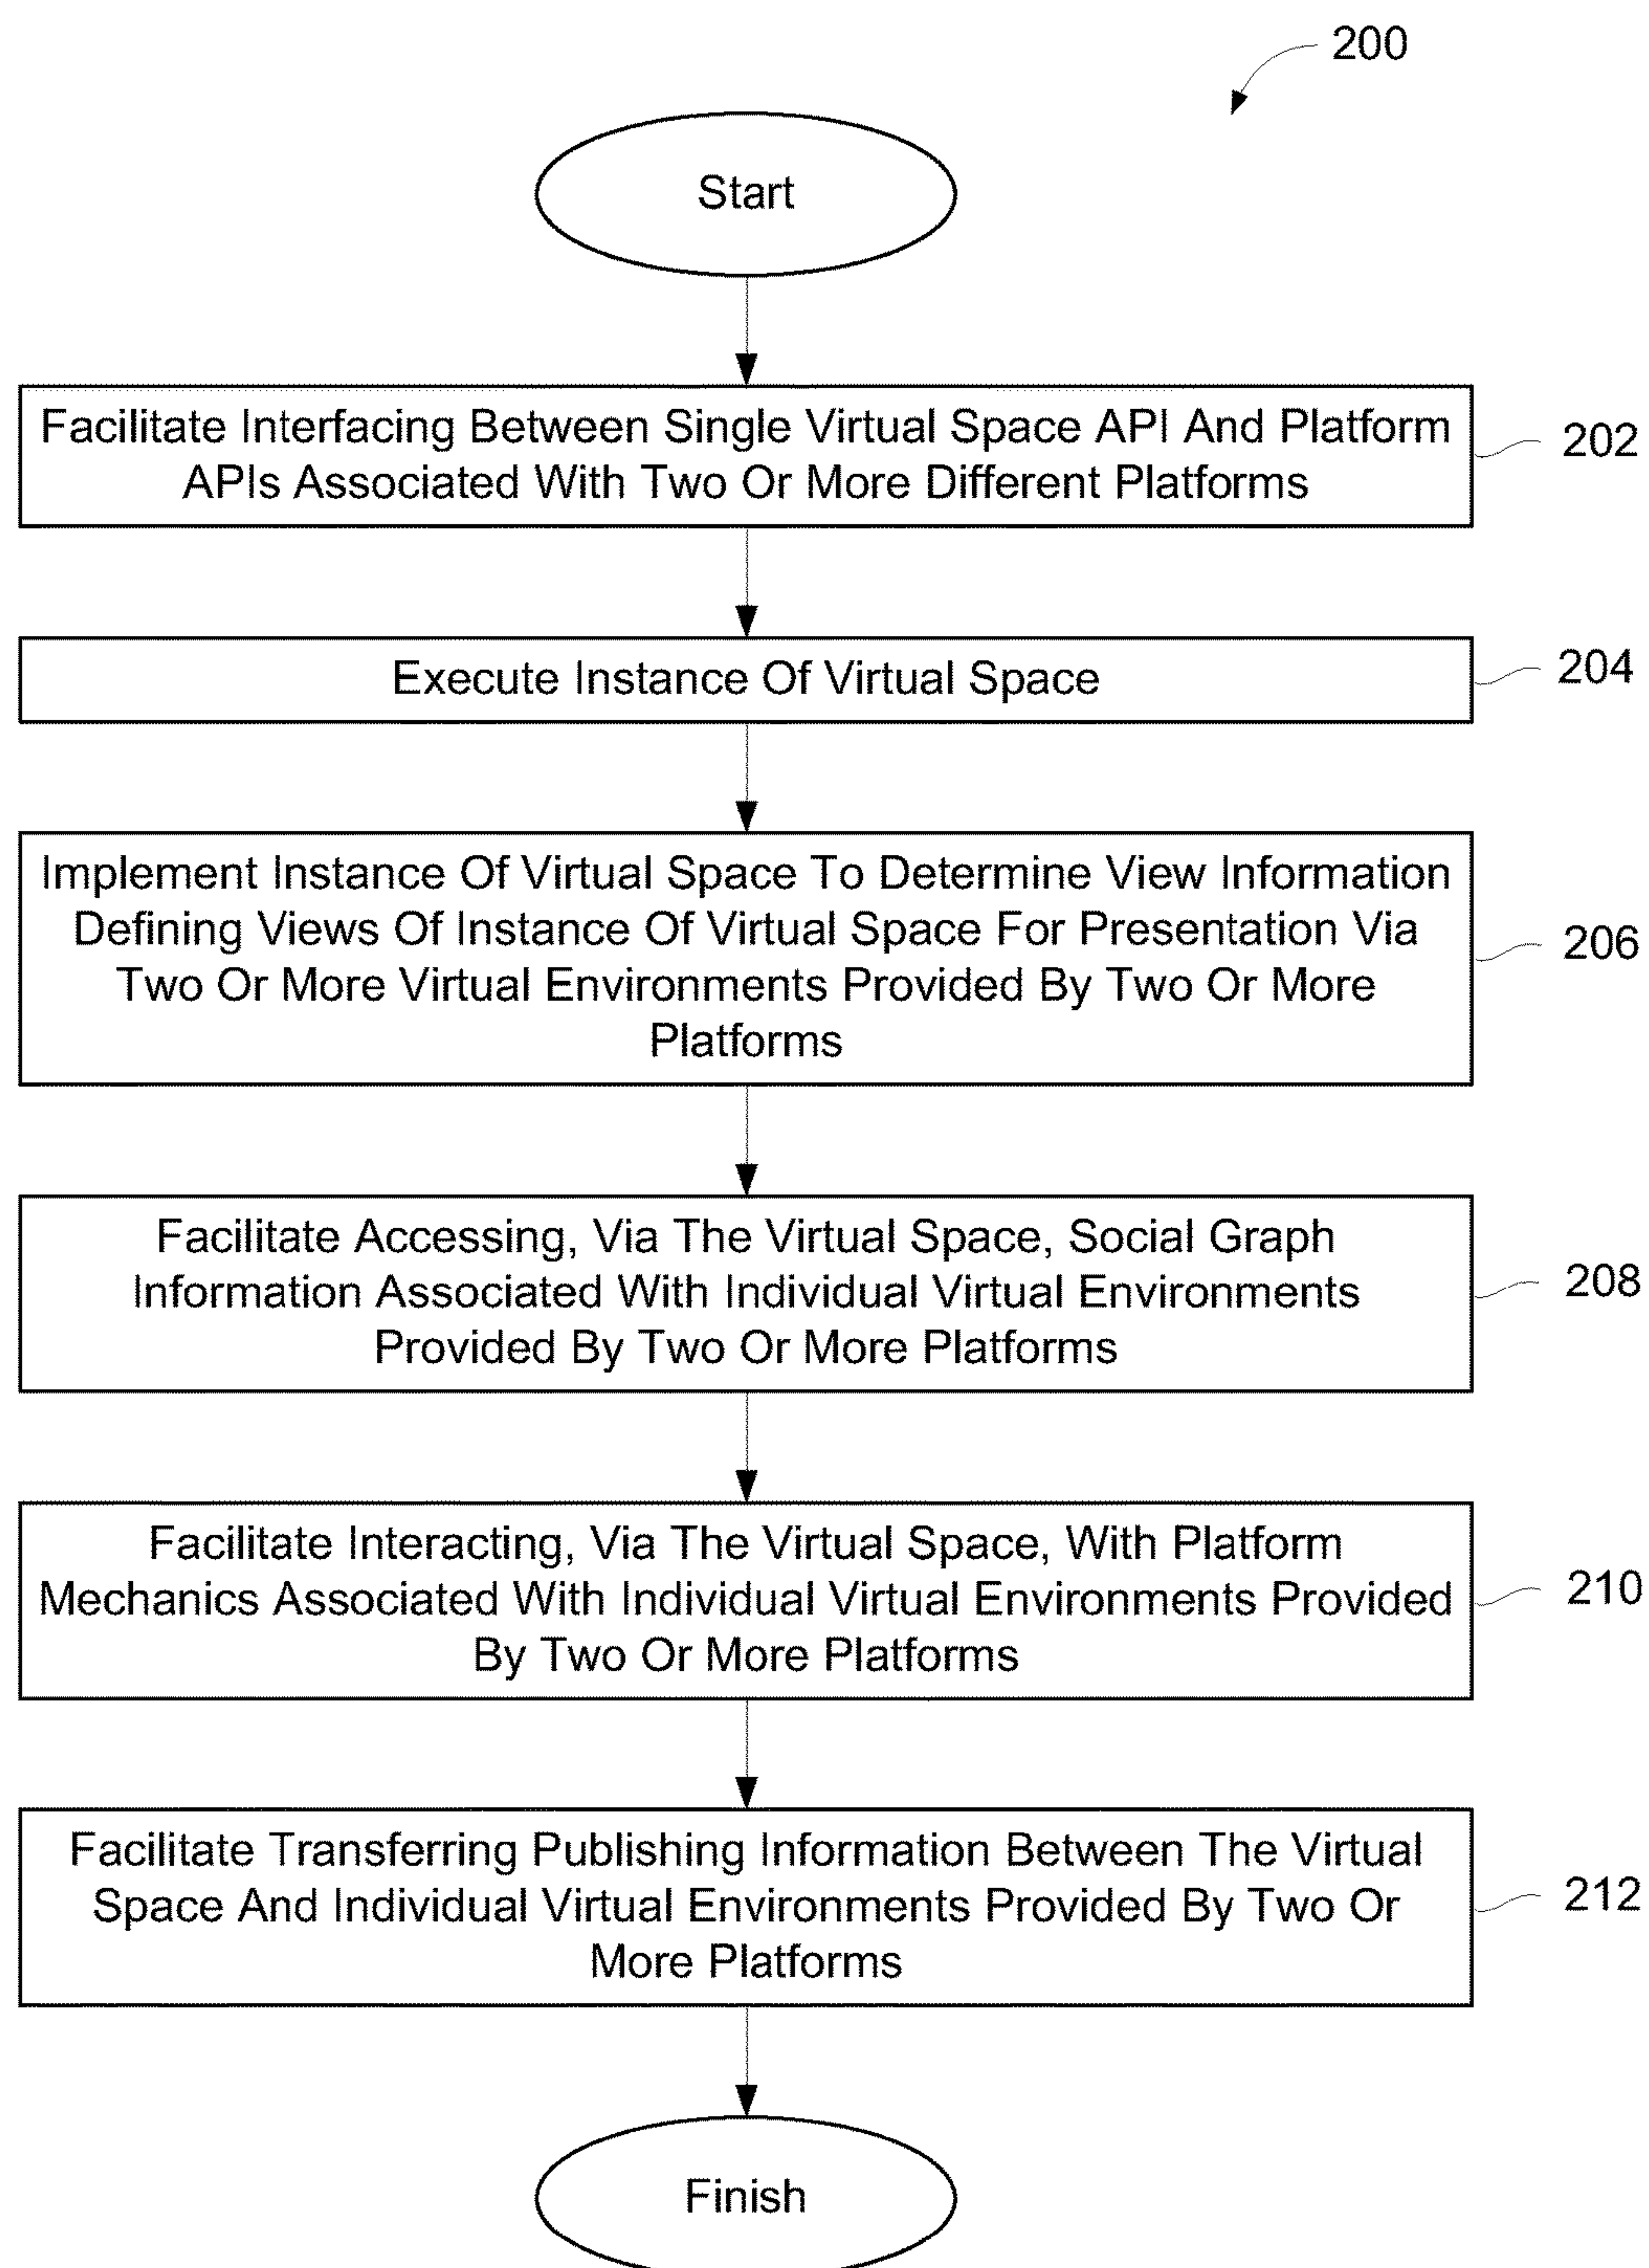 200
Start
Facilitate Interfacing Between Single Virtual Space API And Platform
APIs Associated With Two Or More Different Platforms
202
Execute Instance Of Virtual Space
204
Implement Instance Of Virtual Space To Determine View Information
Defining Views Of Instance Of Virtual Space For Presentation Via
Two Or More Virtual Environments Provided By Two Or More
Platforms
206
Facilitate Accessing, Via The Virtual Space, Social Graph
Information Associated With Individual Virtual Environments
Provided By Two Or More Platforms
208
Facilitate Interacting, Via The Virtual Space, With Platform
Mechanics Associated With Individual Virtual Environments Provided
By Two Or More Platforms
210
Facilitate Transferring Publishing Information Between The Virtual
Space And Individual Virtual Environments Provided By Two Or
More Platforms
212
Finish